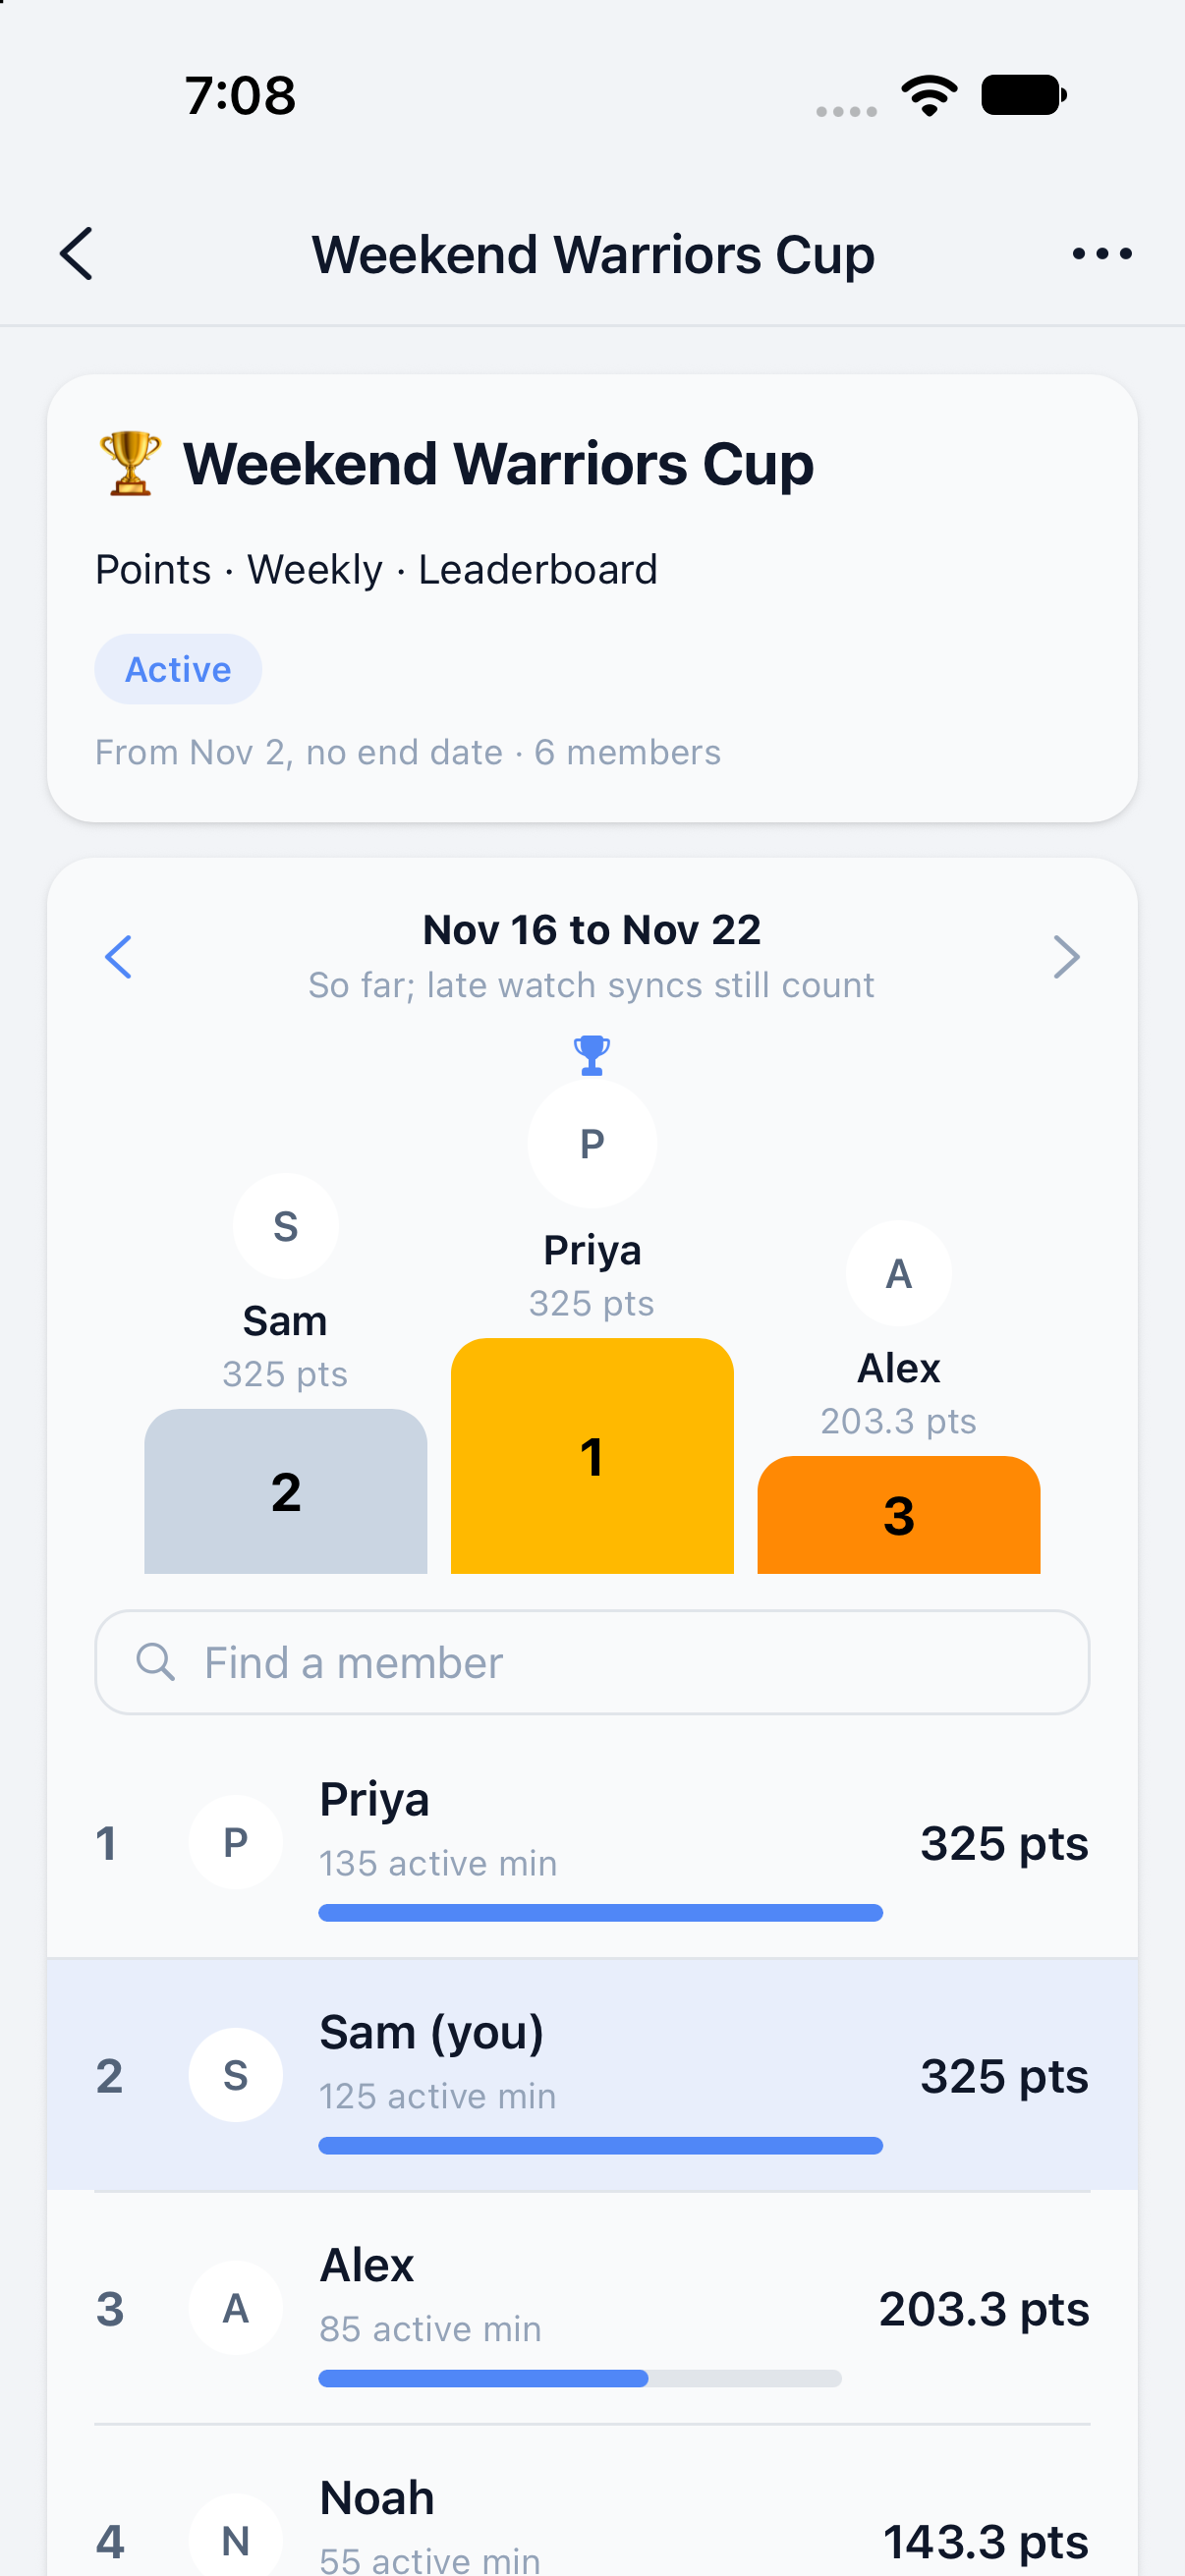 7:08
Weekend Warriors Cup
🏆 Weekend Warriors Cup
Points · Weekly · Leaderboard
Active
From Nov 2, no end date · 6 members
Nov 16 to Nov 22
So far; late watch syncs still count
P
Priya
325 pts
S
Sam
325 pts
A
Alex
203.3 pts
2
1
3
Find a member
1 P Priya 325 pts
135 active min
2 S Sam (you) 325 pts
125 active min
3 A Alex 203.3 pts
85 active min
4 N Noah 143.3 pts
55 active min